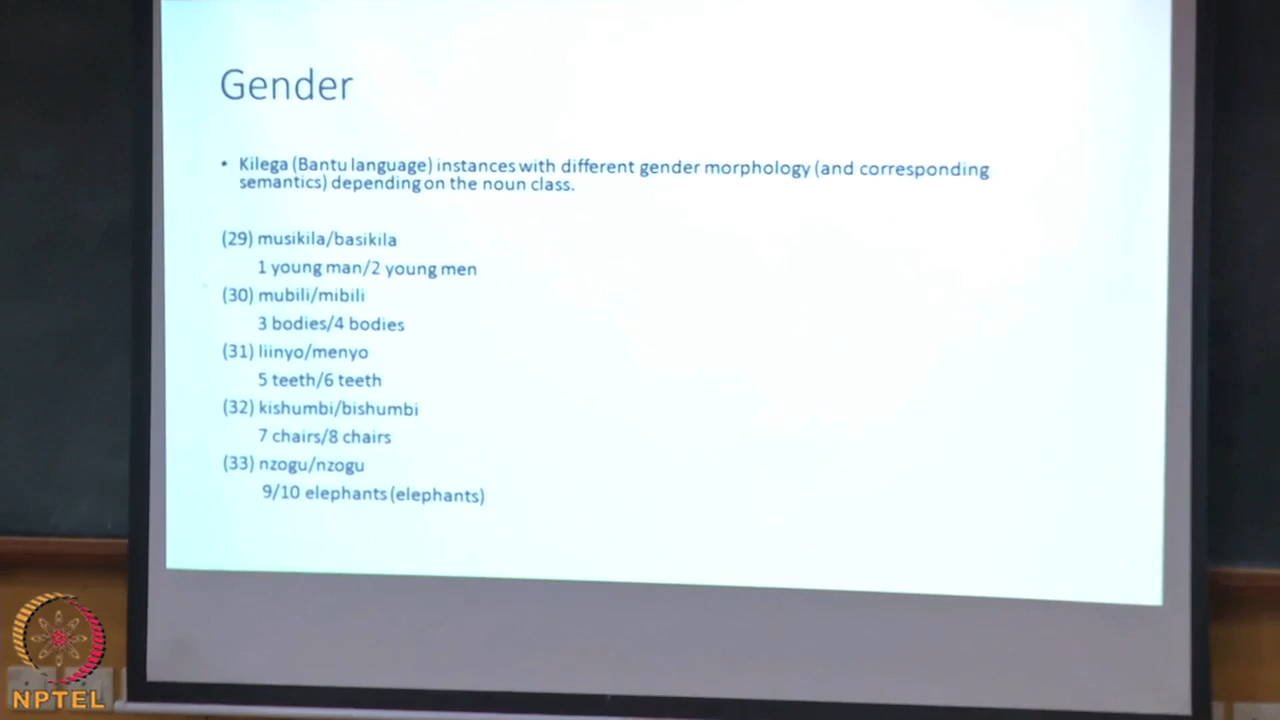 Gender
• Kilega (Bantu language) instances with different gender morphology (and corresponding
semantics) depending on the noun class.
(29) musikila/basikila
1 young man/2 young men
(30) mubili/mibili
3 bodies/4 bodies
(31) liinyo/menyo
5 teeth/6 teeth
(32) kishumbi/bishumbi
7 chairs/8 chairs
(33) nzogu/nzogu
9/10 elephants (elephants)
NPTEL